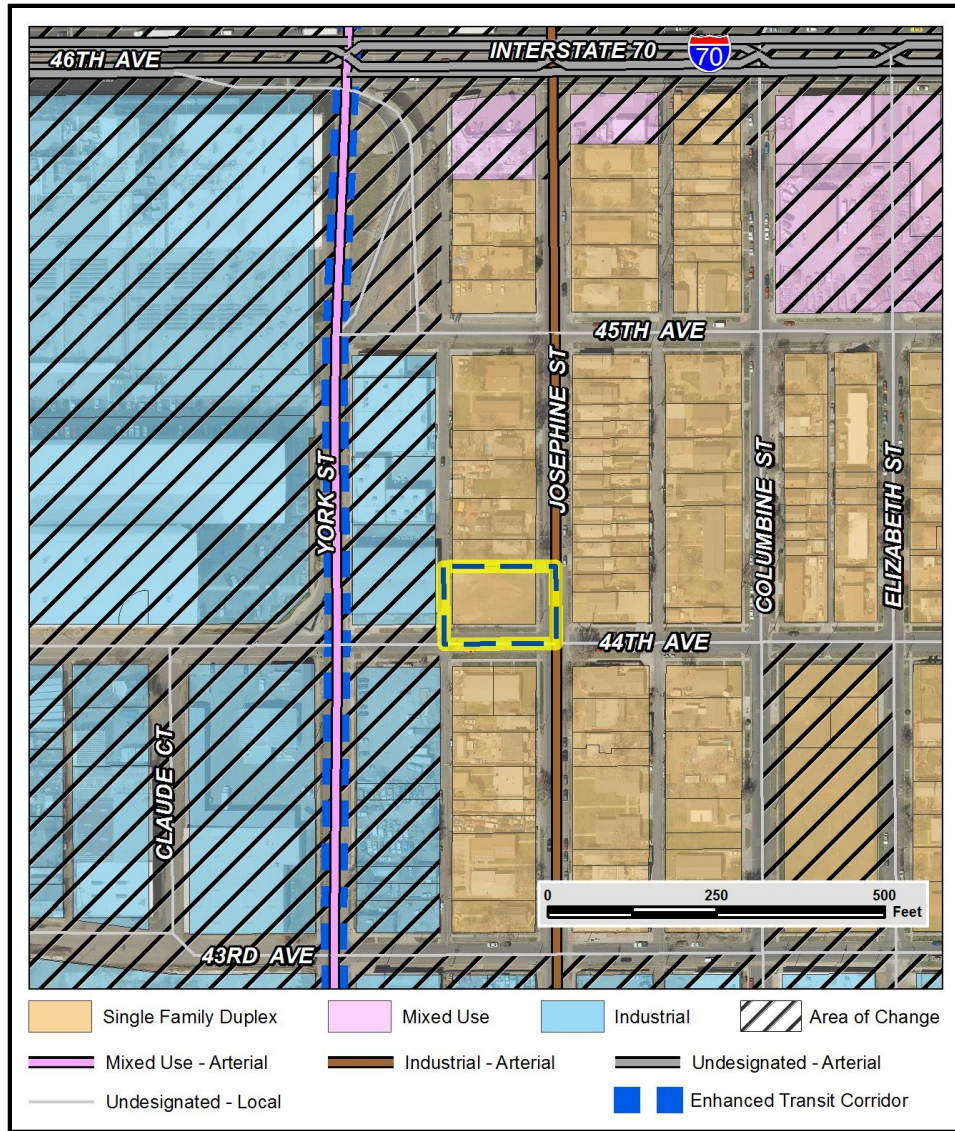 46TH AVE
INTERSTATE 70
70
45TH AVE
YORK ST
JOSEPHINE ST
COLUMBINE ST
ELIZABETH ST
44TH AVE
CLAUDE CT
43RD AVE
0 250 500
Feet
Single Family Duplex Mixed Use Industrial Area of Change
Mixed Use - Arterial Industrial - Arterial Undesignated - Arterial
Undesignated - Local Enhanced Transit Corridor